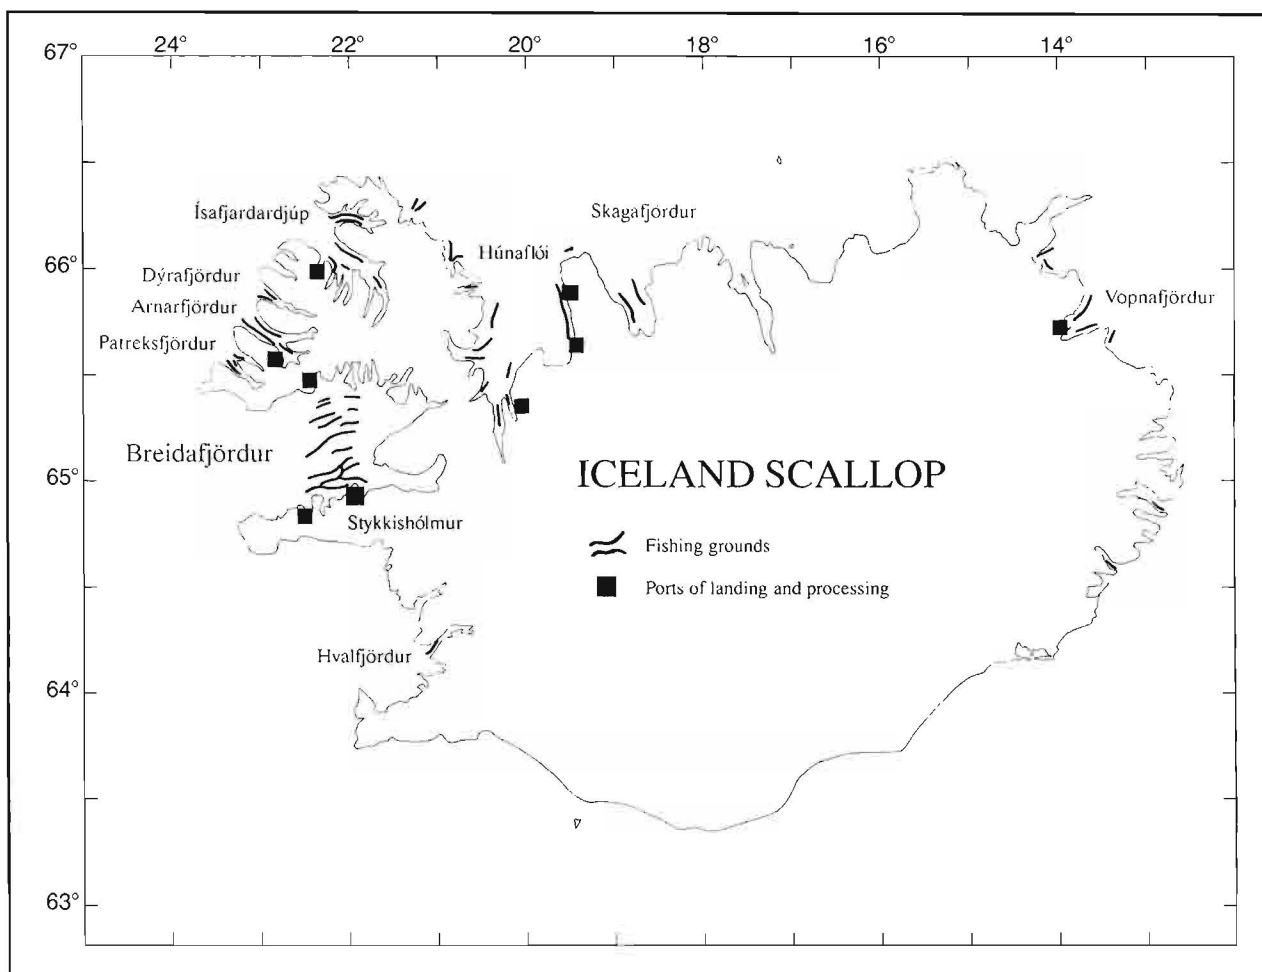 24° 22° 20° 18° 16° 14°
67°
Ísafjardardjúp
Skagafjórdur
Húnaflói
66°
Dýrafjördur
Arnarfjördur
Vopnafjördur
Patreksfjördur
Breidafjördur
ICELAND SCALLOP
65°
Stykkishólmur
Fishing grounds
Ports of landing and processing
Hvalfjördur
64°
63°